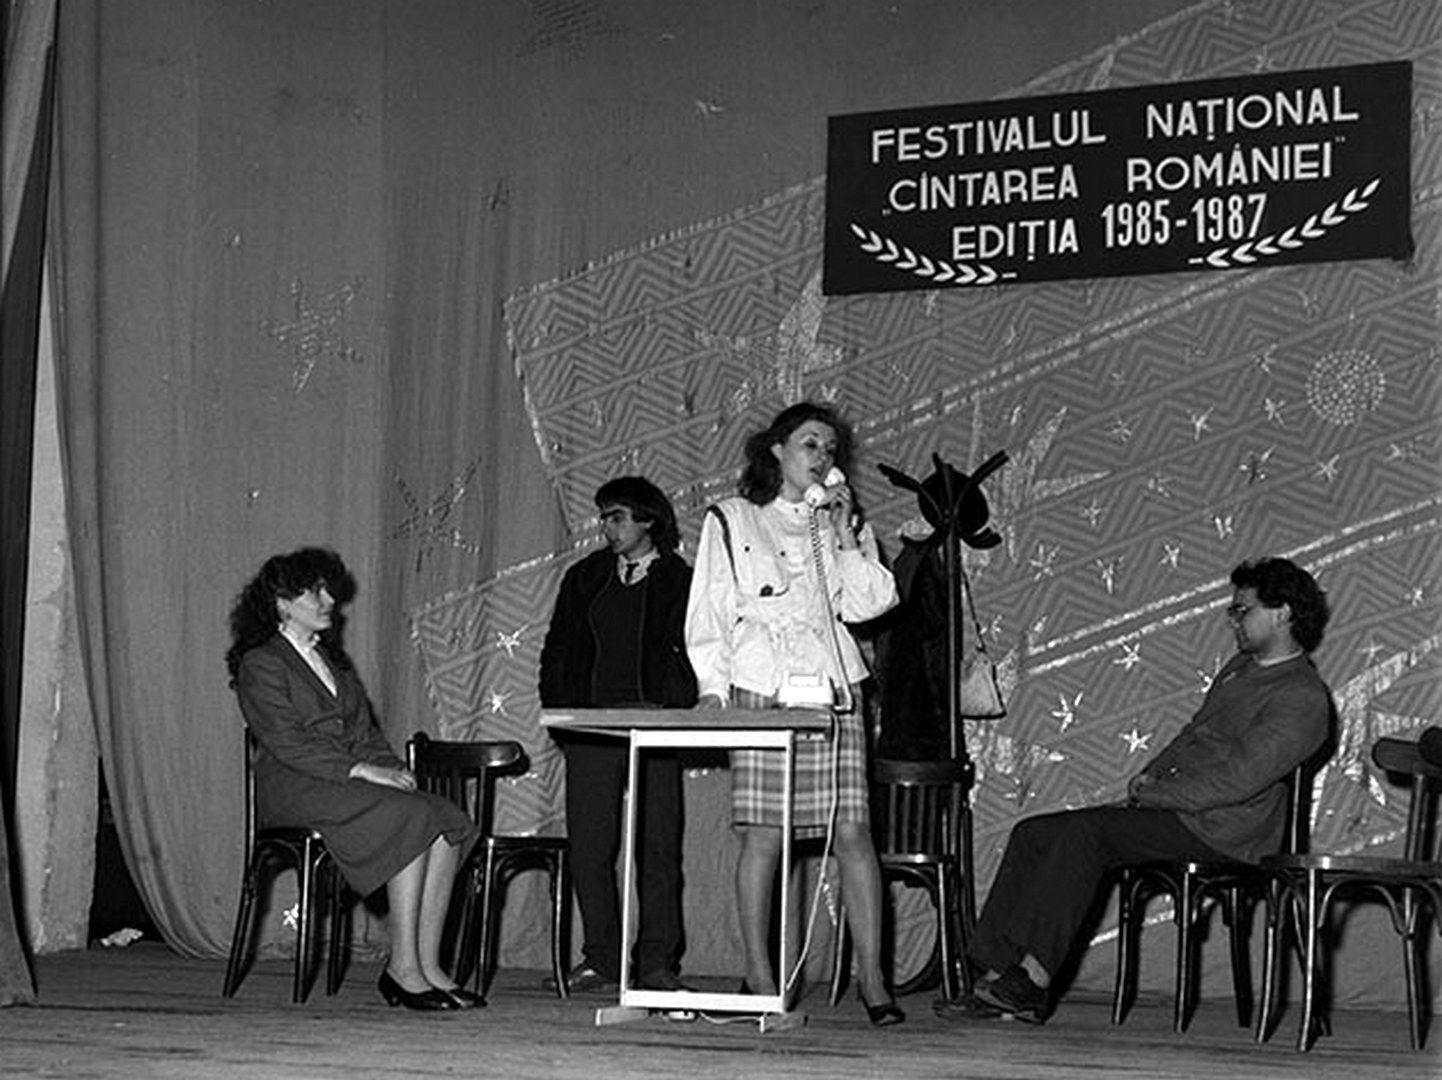 FESTIVALUL NAȚIONAL
„CÎNTAREA ROMÂNIEI”
EDIȚIA 1985-1987